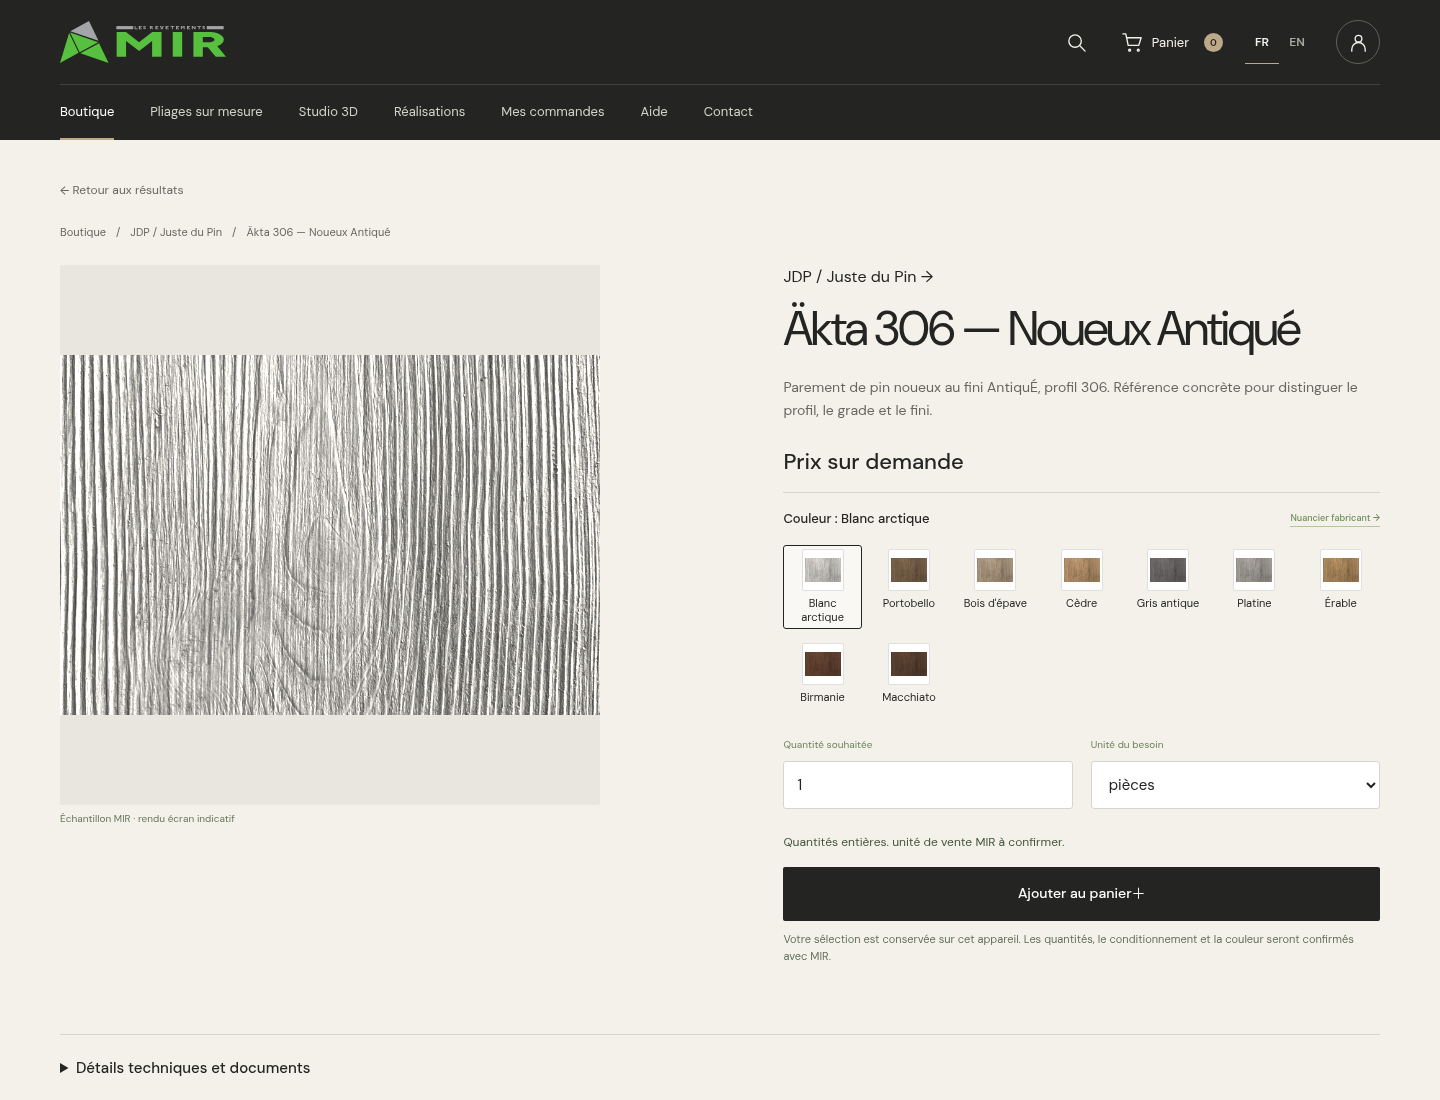 LES REVÊTEMENTS
MIR
Panier 0
FR EN
Boutique Pliages sur mesure Studio 3D Réalisations Mes commandes Aide Contact
← Retour aux résultats
Boutique / JDP / Juste du Pin / Äkta 306 — Noueux Antiqué
JDP / Juste du Pin →
Äkta 306 — Noueux Antiqué
Parement de pin noueux au fini AntiquÉ, profil 306. Référence concrète pour distinguer le
profil, le grade et le fini.
Prix sur demande
Couleur : Blanc arctique
Nuancier fabricant →
Blanc
arctique
Portobello
Bois d'épave
Cèdre
Gris antique
Platine
Érable
Birmanie
Macchiato
Quantité souhaitée
Unité du besoin
1
pièces
Échantillon MIR · rendu écran indicatif
Quantités entières. unité de vente MIR à confirmer.
Ajouter au panier+
Votre sélection est conservée sur cet appareil. Les quantités, le conditionnement et la couleur seront confirmés
avec MIR.
▶ Détails techniques et documents